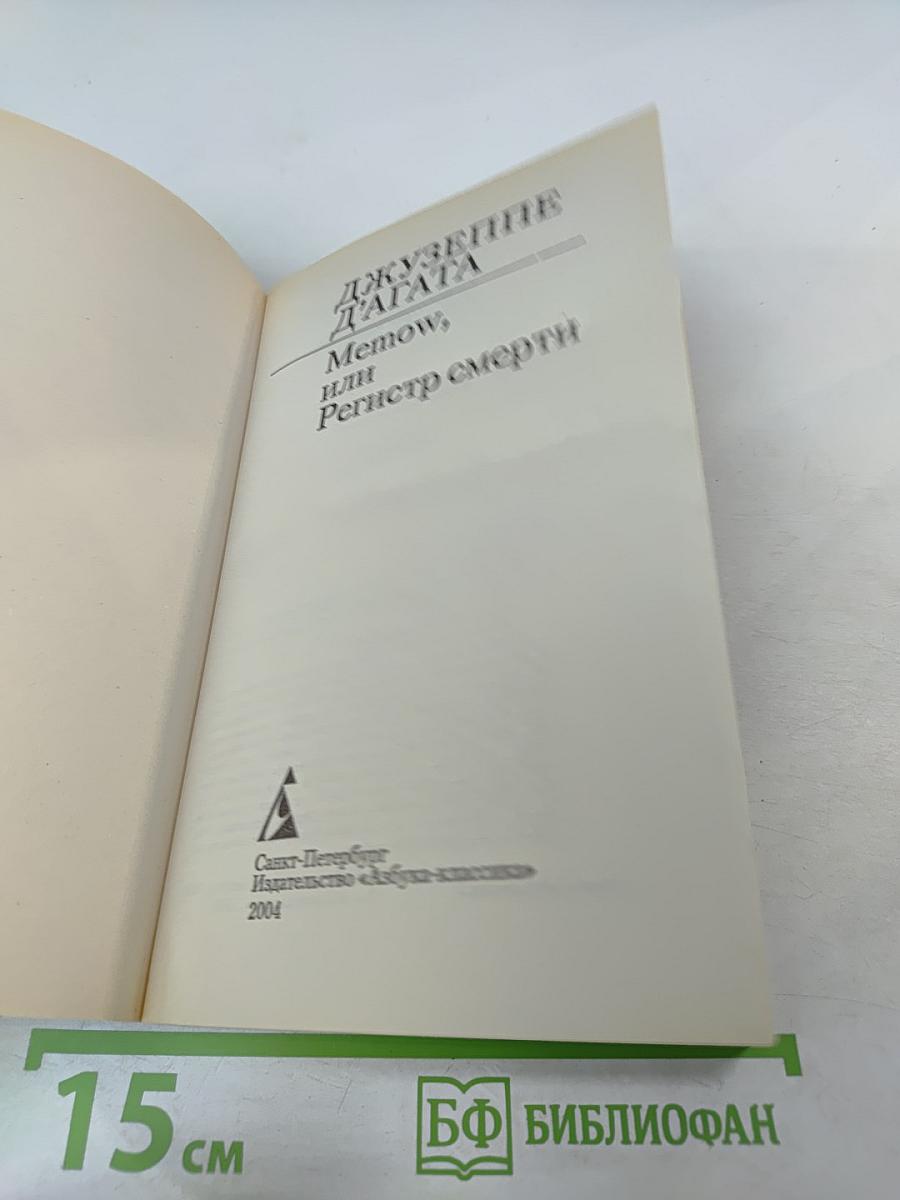 ДЖУЗЕППЕ
Д'АГАТА
Memow,
или
Регистр смерти
Санкт-Петербург
Издательство «Азбука-классика»
2004
15 см
БФ БИБЛИОФАН